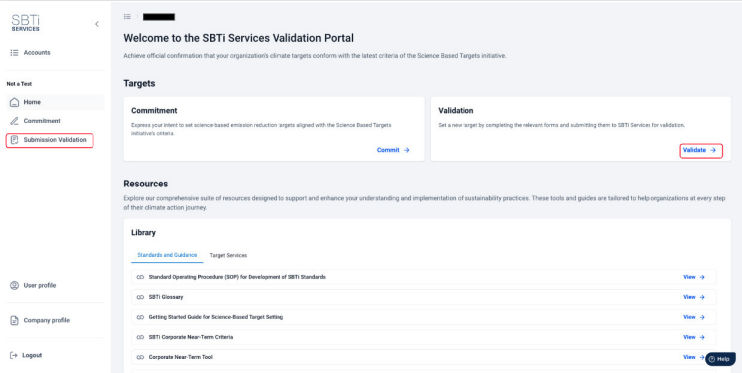 SBTi
SERVICES
Accounts
Not a Test
Home
Commitment
Submission Validation
User profile
Company profile
Logout
Welcome to the SBTi Services Validation Portal
Achieve official confirmation that your organization's climate targets conform with the latest criteria of the Science Based Targets initiative.
Targets
Commitment
Express your intent to set science-based emission reduction targets aligned with the Science Based Targets
initiative's criteria.
Commit →
Validation
Set a new target by completing the relevant forms and submitting them to SBTi Services for validation.
Validate →
Resources
Explore our comprehensive suite of resources designed to support and enhance your understanding and implementation of sustainability practices. These tools and guides are tailored to help organizations at every step
of their climate action journey.
Library
Standards and Guidance Target Services
Standard Operating Procedure (SOP) for Development of SBTi Standards View →
SBTi Glossary View →
Getting Started Guide for Science-Based Target Setting View →
SBTi Corporate Near-Term Criteria View →
Corporate Near-Term Tool View →
Help